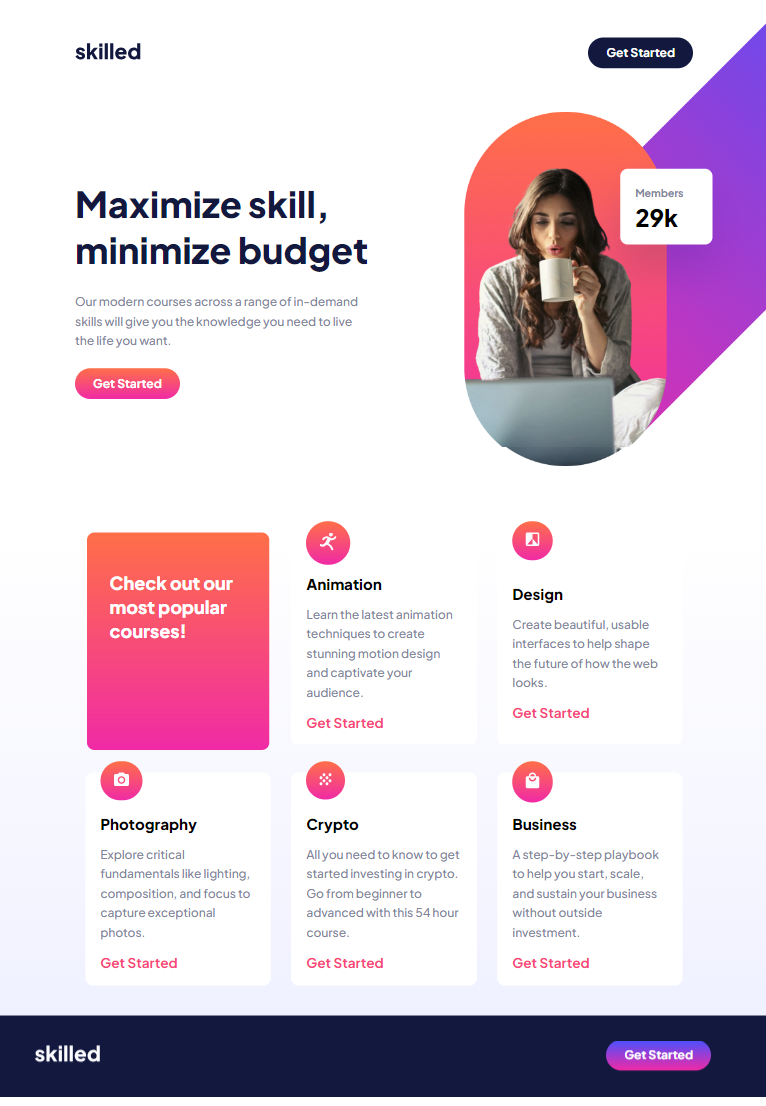 skilled
Get Started
Maximize skill,
minimize budget
Our modern courses across a range of in-demand
skills will give you the knowledge you need to live
the life you want.
Get Started
Members
29k
Check out our
most popular
courses!
Animation
Learn the latest animation
techniques to create
stunning motion design
and captivate your
audience.
Get Started
Design
Create beautiful, usable
interfaces to help shape
the future of how the web
looks.
Get Started
Photography
Explore critical
fundamentals like lighting,
composition, and focus to
capture exceptional
photos.
Get Started
Crypto
All you need to know to get
started investing in crypto.
Go from beginner to
advanced with this 54 hour
course.
Get Started
Business
A step-by-step playbook
to help you start, scale,
and sustain your business
without outside
investment.
Get Started
skilled
Get Started